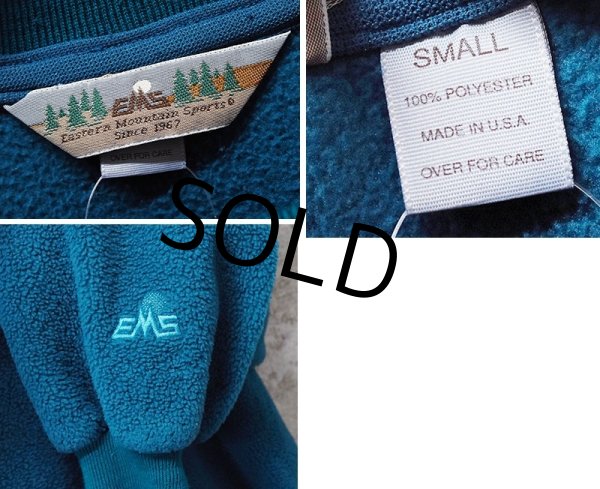 EMS
Eastern Mountain Sports®
Since 1967
OVER FOR CARE
SMALL
100% POLYESTER
MADE IN U.S.A.
OVER FOR CARE
SOLD
EMS